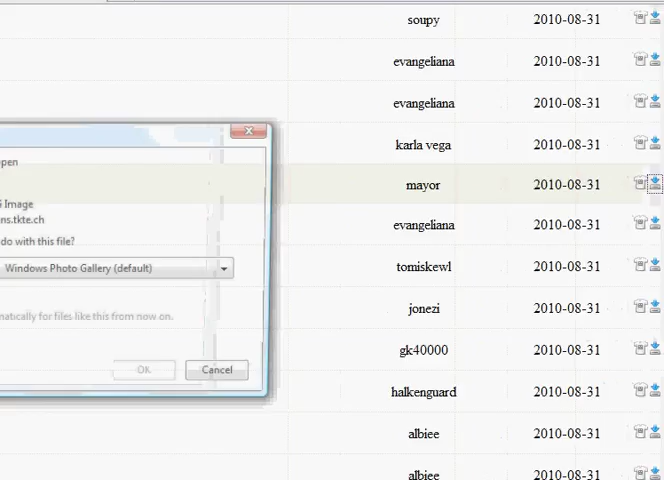 soupy 2010-08-31
evangeliana 2010-08-31
evangeliana 2010-08-31
karla vega 2010-08-31
mayor 2010-08-31
evangeliana 2010-08-31
tomiskewl 2010-08-31
jonezi 2010-08-31
gk40000 2010-08-31
halkenguard 2010-08-31
albiee 2010-08-31
albiee 2010-08-31
pen
Image
ns.tkte.ch
do with this file?
Windows Photo Gallery (default)
matically for files like this from now on.
OK Cancel